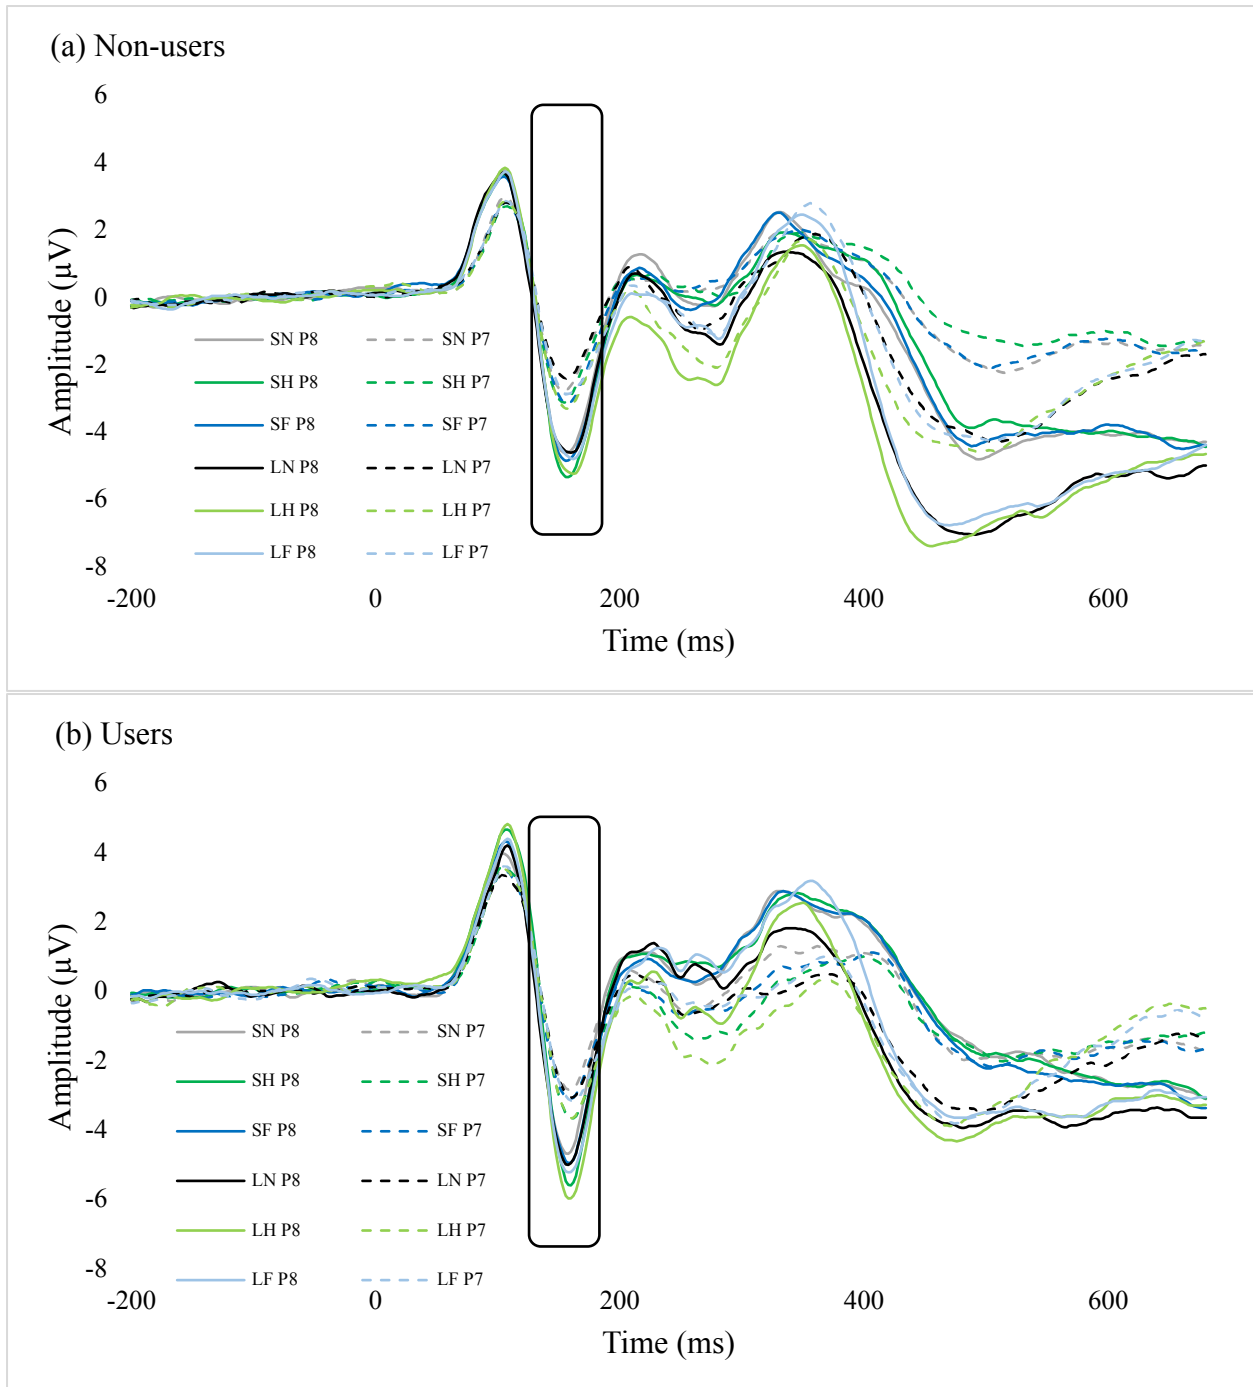 (a) Non-users
6
4
2
0
-2
-4
-6
-8
Amplitude (µV)
SN P8 SN P7
SH P8 SH P7
SF P8 SF P7
LN P8 LN P7
LH P8 LH P7
LF P8 LF P7
-200 0 200 400 600
Time (ms)
(b) Users
6
4
2
0
-2
-4
-6
-8
Amplitude (µV)
SN P8 SN P7
SH P8 SH P7
SF P8 SF P7
LN P8 LN P7
LH P8 LH P7
LF P8 LF P7
-200 0 200 400 600
Time (ms)